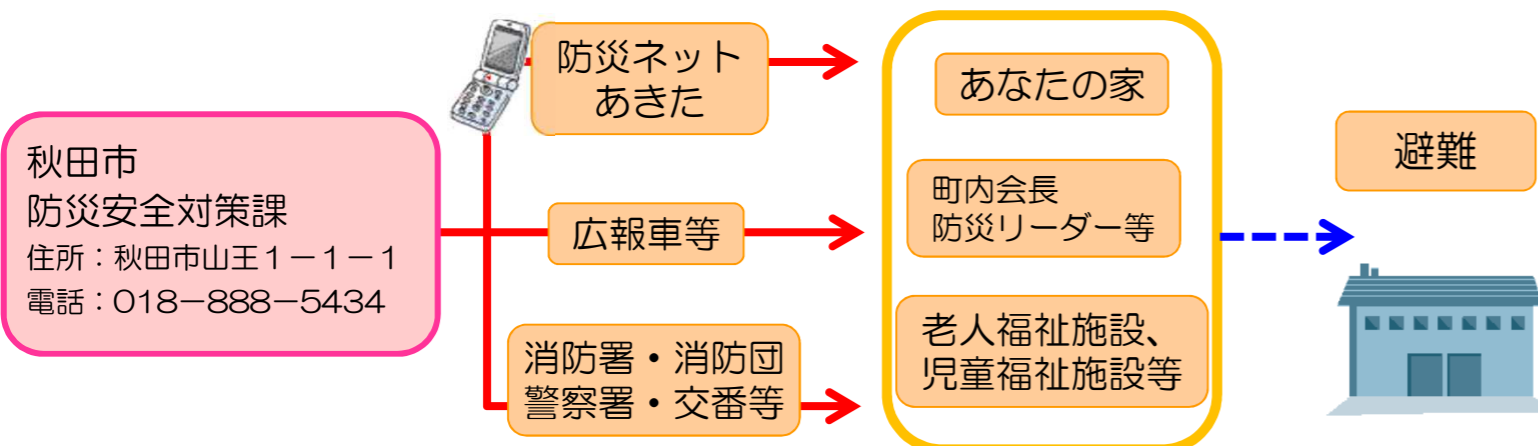 秋田市
防災安全対策課
住所：秋田市山王１－１－１
電話：018－888－5434
防災ネット
あきた
広報車等
消防署・消防団
警察署・交番等
あなたの家
町内会長
防災リーダー等
老人福祉施設、
児童福祉施設等
避難